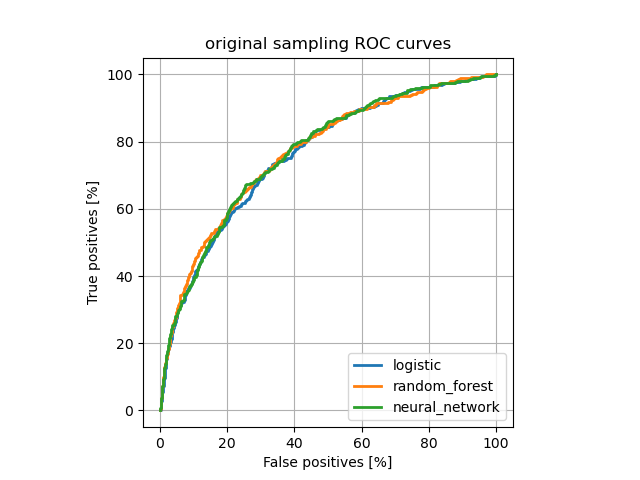 original sampling ROC curves
100
80
60
40
20
0
True positives [%]
logistic
random_forest
neural_network
0 20 40 60 80 100
False positives [%]